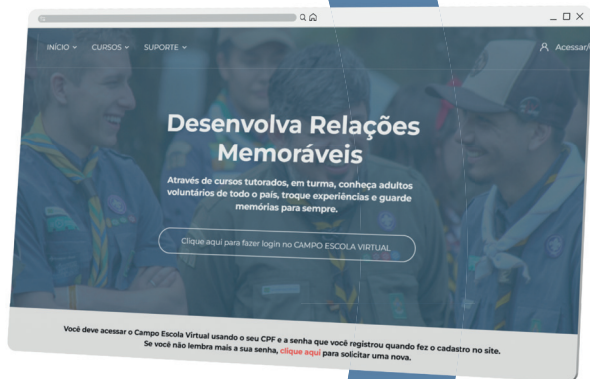 INÍCIO CURSOS SUPORTE Acessar/
Desenvolva Relações
Memoráveis
Através de cursos tutorados, em turma, conheça adultos
voluntários de todo o país, troque experiências e guarde
memórias para sempre.
Clique aqui para fazer login no CAMPO ESCOLA VIRTUAL
Você deve acessar o Campo Escola Virtual usando o seu CPF e a senha que você registrou quando fez o cadastro no site.
Se você não lembra mais a sua senha, clique aqui para solicitar uma nova.